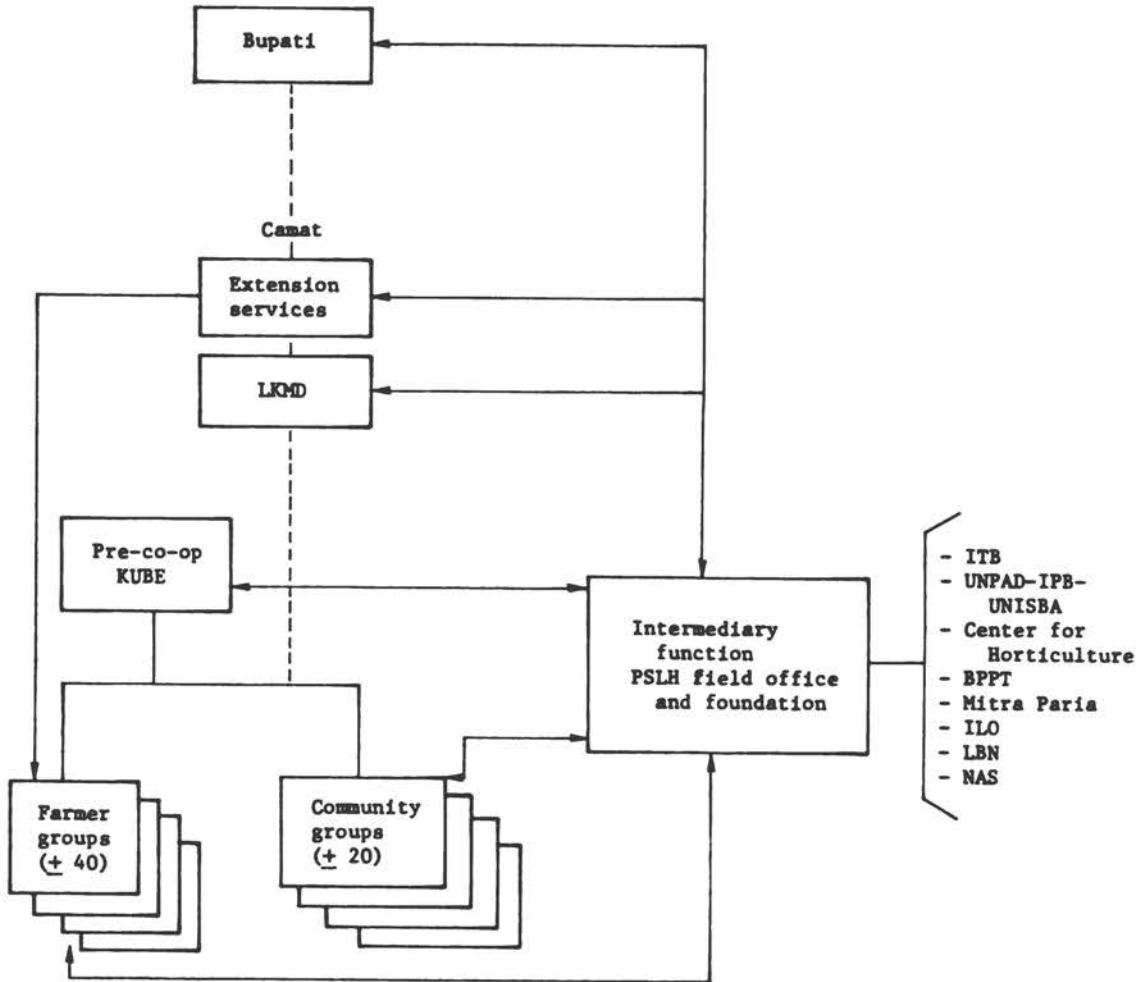 Bupati
Camat
Extension
services
LKMD
Pre-co-op
KUBE
Intermediary
function
PSLH field office
and foundation
- ITB
- UNPAD-IPB-
UNISBA
- Center for
Horticulture
- BPPT
- Mitra Paria
- ILO
- LBN
- NAS
Farmer
groups
(± 40)
Community
groups
(± 20)